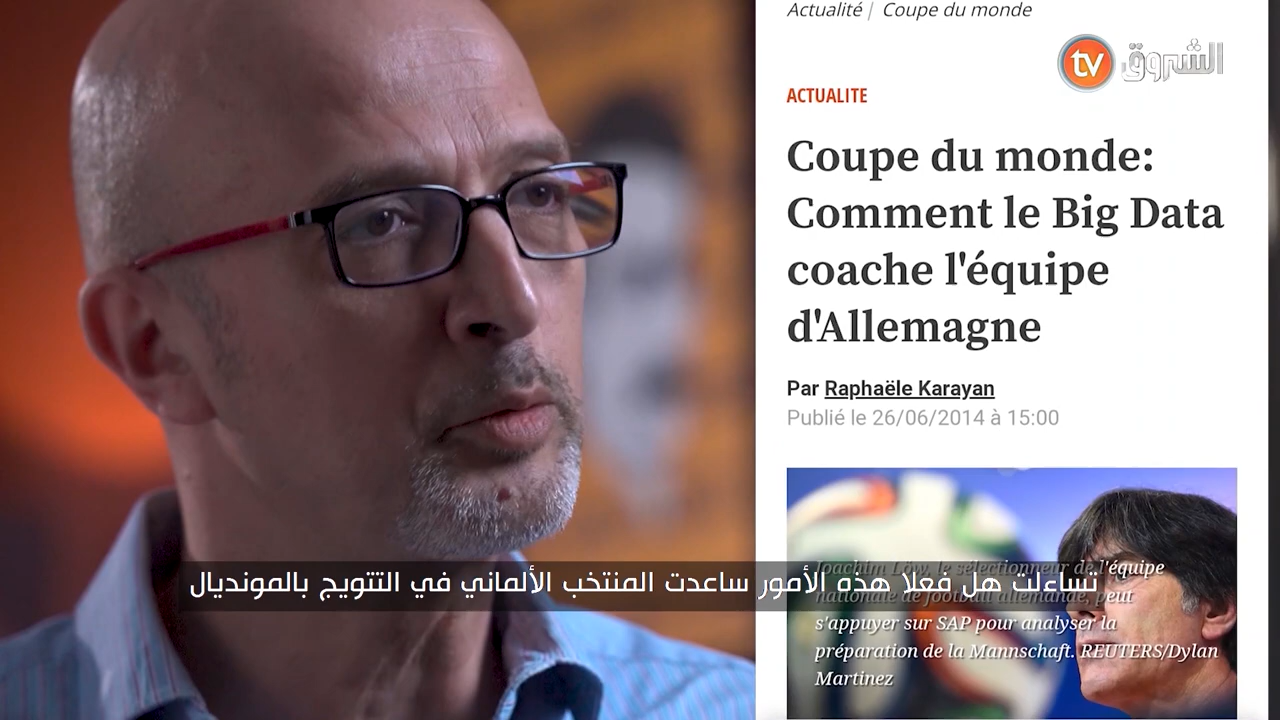 Actualité | Coupe du monde
tv الشروق
ACTUALITE
Coupe du monde:
Comment le Big Data
coache l'équipe
d'Allemagne
Par Raphaële Karayan
Publié le 26/06/2014 à 15:00
Joachim Löw, le sélectionneur de l'équipe
nationale de football allemande, peut
s'appuyer sur SAP pour analyser la
préparation de la Mannschaft. REUTERS/Dylan
Martinez
تساءلت هل فعلا هذه الأمور ساعدت المنتخب الألماني في التتويج بالمونديال